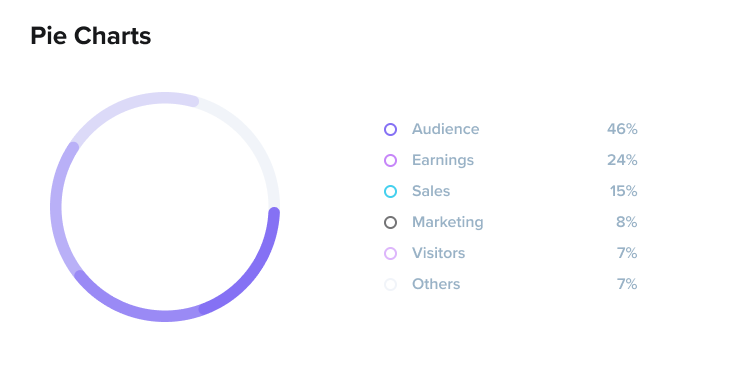 Pie Charts
Audience 46%
Earnings 24%
Sales 15%
Marketing 8%
Visitors 7%
Others 7%